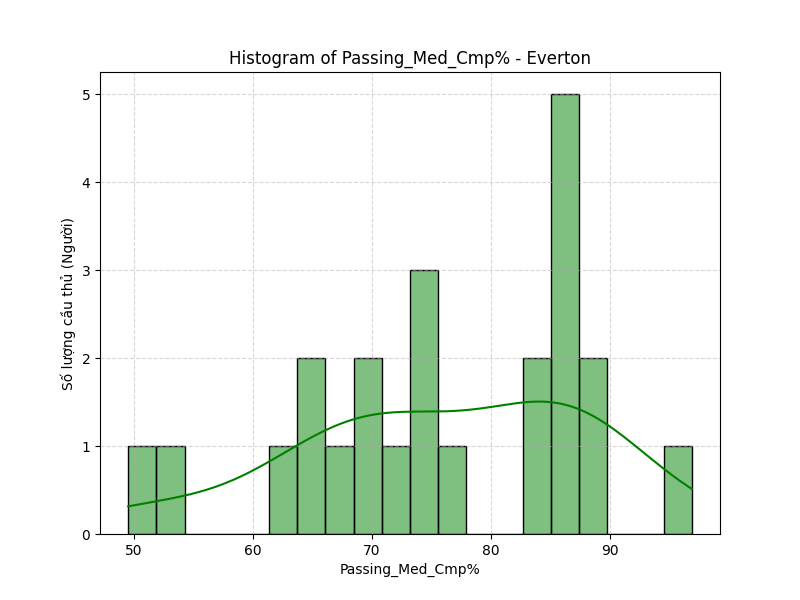 Histogram of Passing_Med_Cmp% - Everton
Số lượng cầu thủ (Người)
5
4
3
2
1
0
50 60 70 80 90
Passing_Med_Cmp%